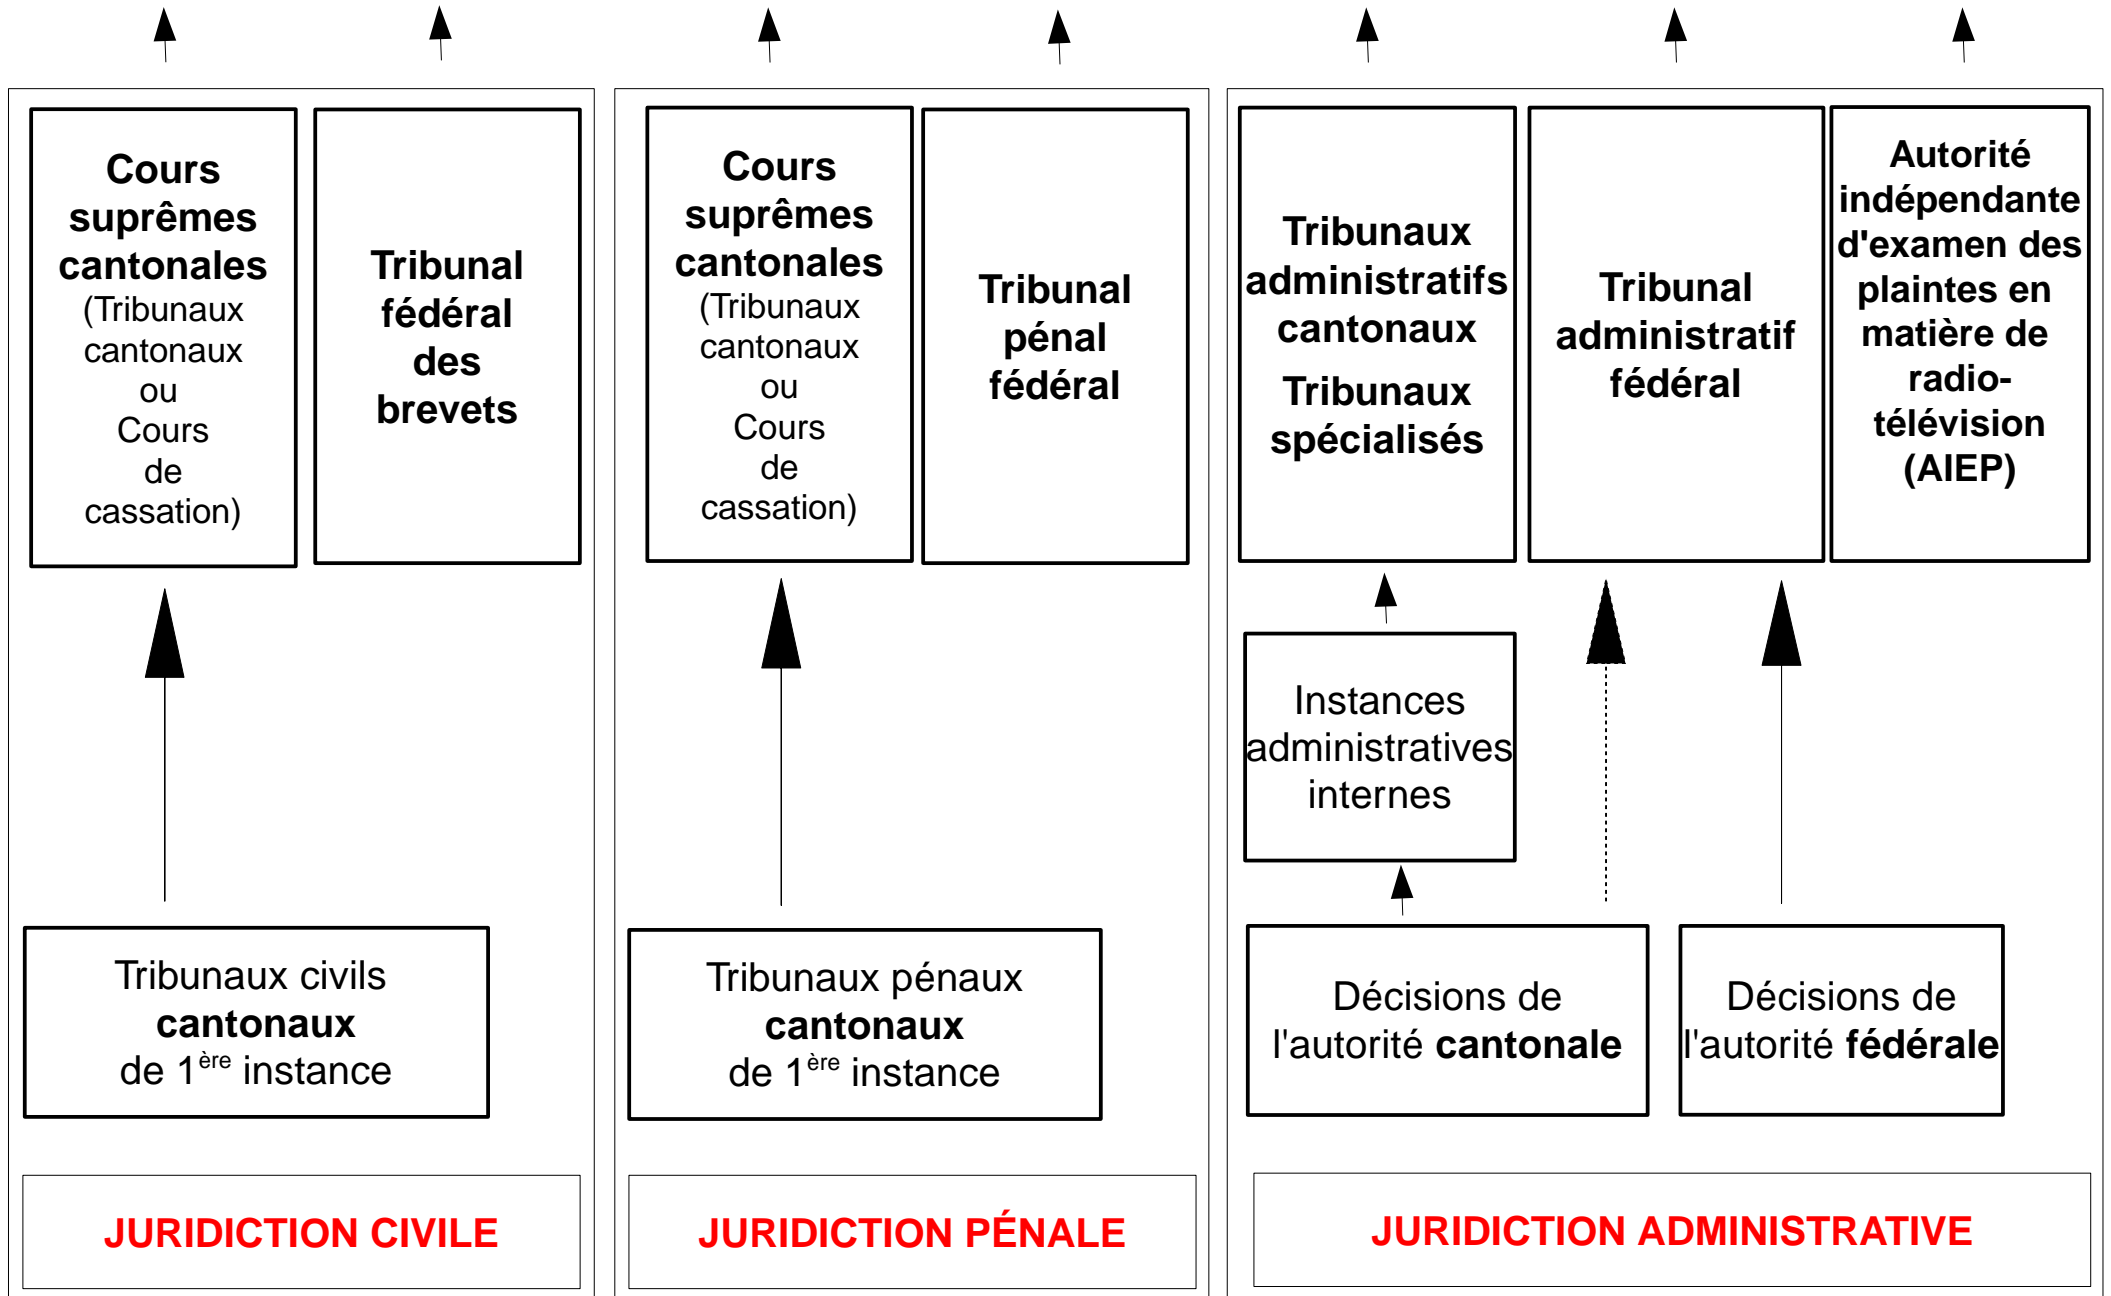 Cours
suprêmes
cantonales
(Tribunaux
cantonaux
ou
Cours
de
cassation)
Tribunal
fédéral
des
brevets
Tribunaux civils
cantonaux
de 1ère instance
JURIDICTION CIVILE
Cours
suprêmes
cantonales
(Tribunaux
cantonaux
ou
Cours
de
cassation)
Tribunal
pénal
fédéral
Tribunaux pénaux
cantonaux
de 1ère instance
JURIDICTION PÉNALE
Tribunaux
administratifs
cantonaux
Tribunaux
spécialisés
Tribunal
administratif
fédéral
Autorité
indépendante
d'examen des
plaintes en
matière de
radio-
télévision
(AIEP)
Instances
administratives
internes
Décisions de
l'autorité cantonale
Décisions de
l'autorité fédérale
JURIDICTION ADMINISTRATIVE